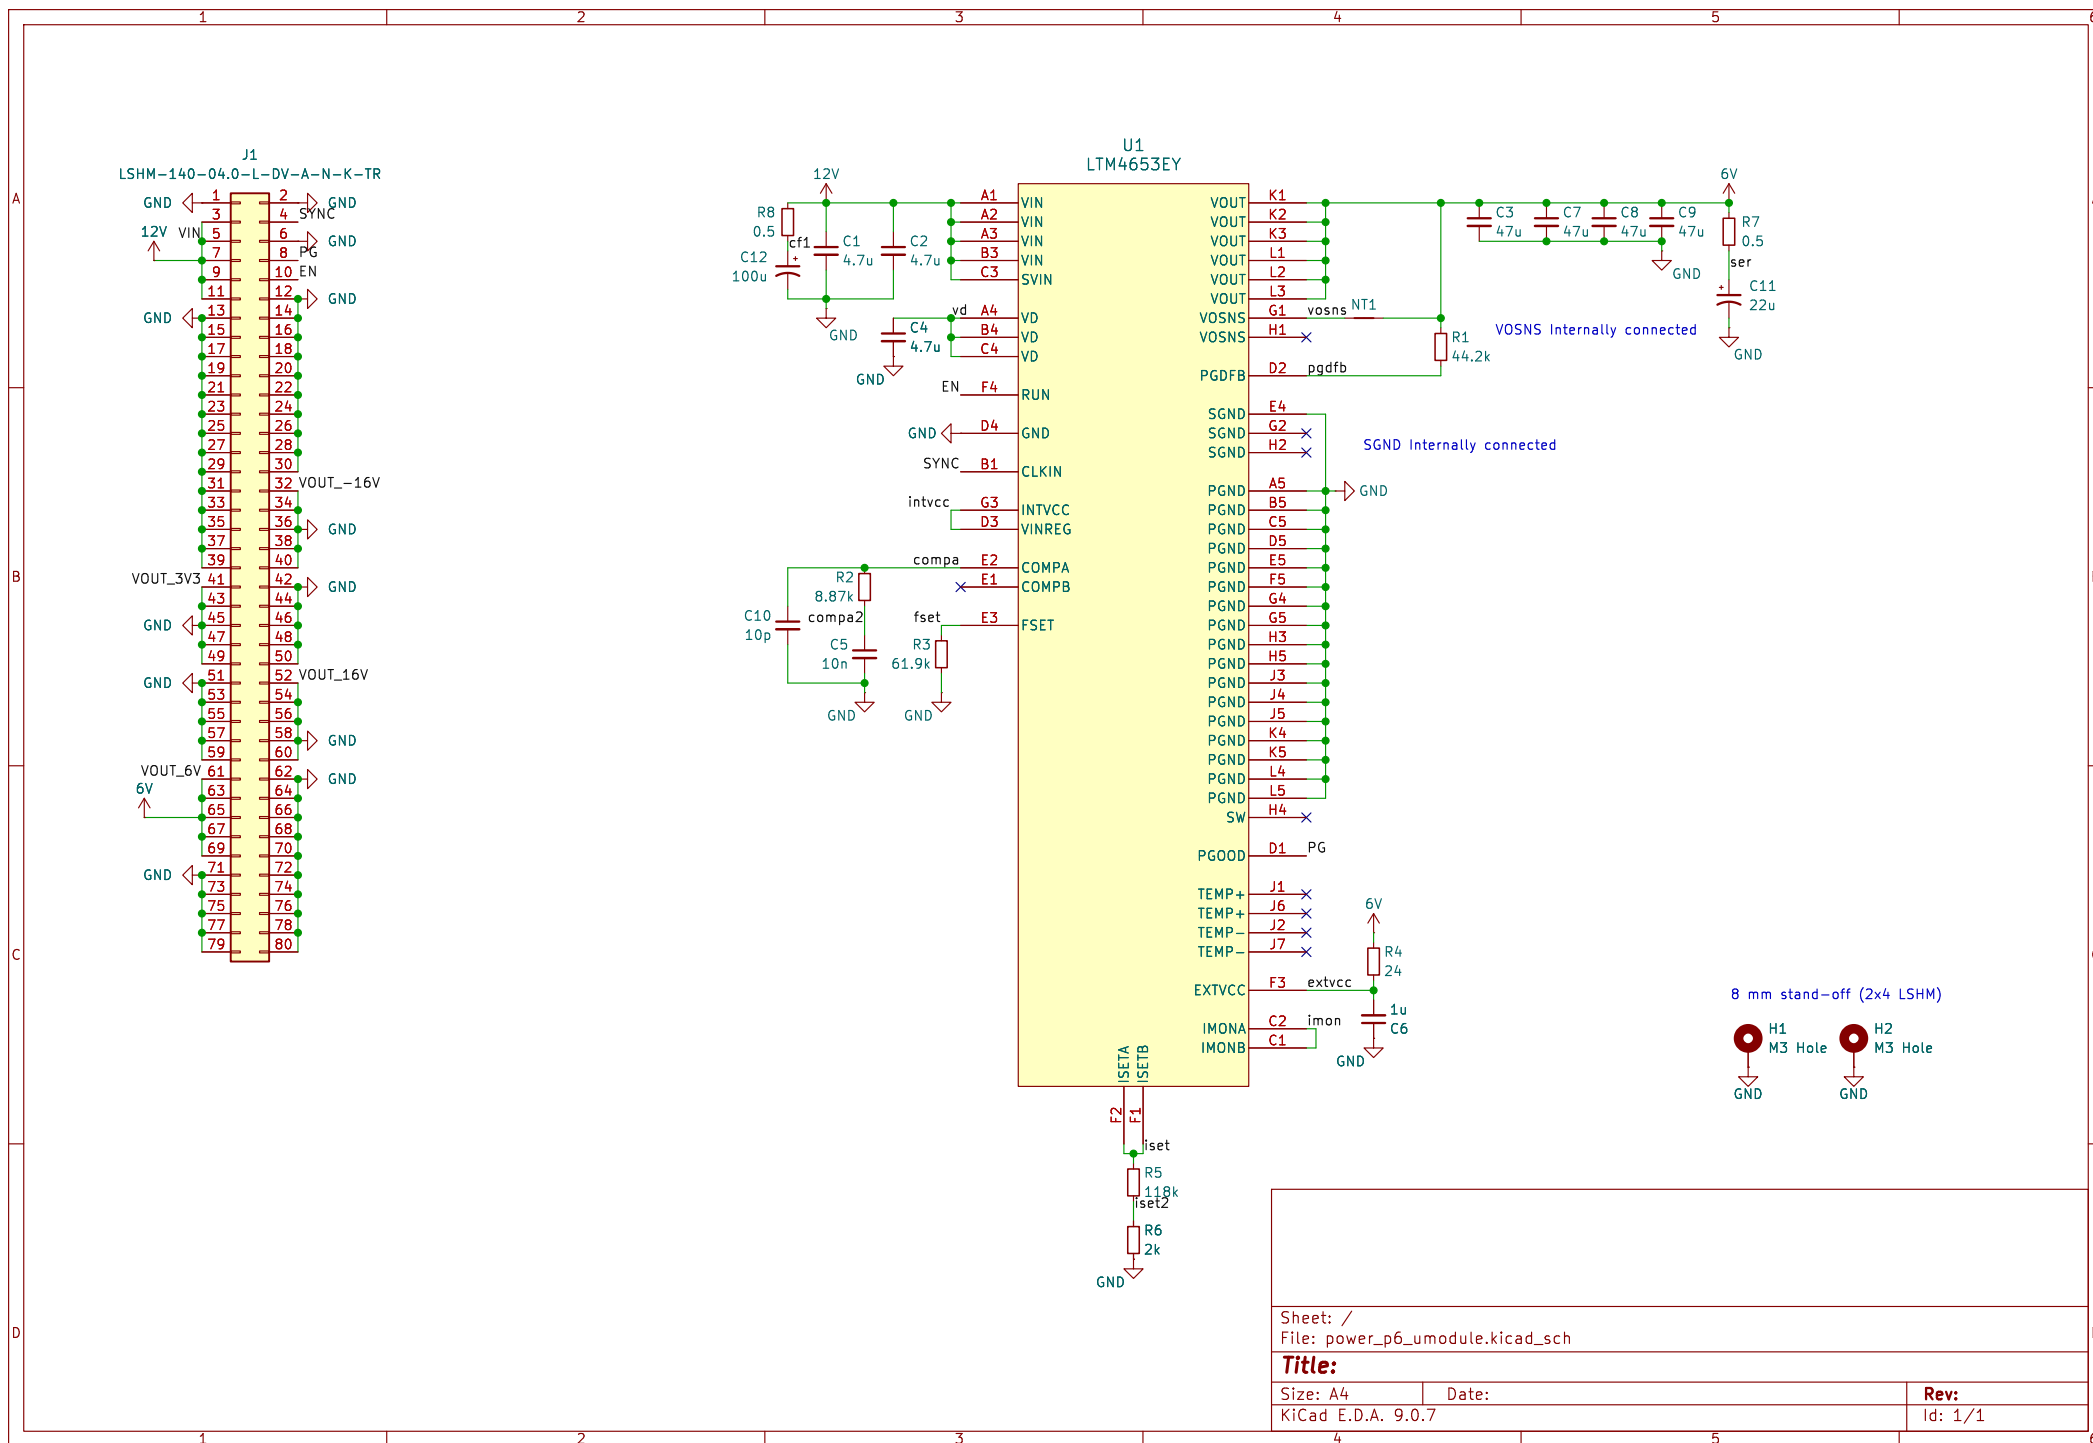 1 2 3 4 5 6
A
B
C
D
J1
LSHM-140-04.0-L-DV-A-N-K-TR
GND 1 2 GND
3 4 SYNC
VIN 5 6 GND
12V
7 8 PG
9 10 EN
11 12 GND
GND 13 14
15 16
17 18
19 20
21 22
23 24
25 26
27 28
29 30
31 32 VOUT_-16V
33 34
35 36 GND
37 38
39 40
VOUT_3V3 41 42 GND
43 44
GND 45 46
47 48
49 50
GND 51 52 VOUT_16V
53 54
55 56
57 58 GND
59 60
VOUT_6V 61 62 GND
6V
63 64
65 66
67 68
69 70
GND 71 72
73 74
75 76
77 78
79 80
12V
R8
0.5
cf1
C12
100u
+
C1
4.7u
C2
4.7u
GND
vd
C4
4.7u
GND
EN
GND
SYNC
intvcc
compa
R2
8.87k
compa2
C10
10p
C5
10n
GND
fset
R3
61.9k
GND
U1
LTM4653EY
A1 VIN
A2 VIN
A3 VIN
B3 VIN
C3 SVIN
A4 VD
B4 VD
C4 VD
F4 RUN
D4 GND
B1 CLKIN
G3 INTVCC
D3 VINREG
E2 COMPA
E1 COMPB
E3 FSET
VOUT K1
VOUT K2
VOUT K3
VOUT L1
VOUT L2
VOUT L3
VOSNS G1 vosns
VOSNS H1
PGDFB D2 pgdfb
SGND E4
SGND G2
SGND H2
PGND A5 GND
PGND B5
PGND C5
PGND D5
PGND E5
PGND F5
PGND G4
PGND G5
PGND H3
PGND H5
PGND J3
PGND J4
PGND J5
PGND K4
PGND K5
PGND L4
PGND L5
SW H4
PGOOD D1 PG
TEMP+ J1
TEMP+ J6
TEMP- J2
TEMP- J7
EXTVCC F3 extvcc
IMONA C2 imon
IMONB C1
ISETA F2
ISETB F1
iset
R5
118k
iset2
R6
2k
GND
NT1
R1
44.2k
C3
47u
C7
47u
C8
47u
C9
47u
GND
6V
R7
0.5
ser
+
C11
22u
GND
VOSNS Internally connected
SGND Internally connected
6V
R4
24
1u
C6
GND
8 mm stand-off (2x4 LSHM)
H1
M3 Hole
GND
H2
M3 Hole
GND
Sheet: /
File: power_p6_umodule.kicad_sch
Title:
Size: A4 Date: Rev:
KiCad E.D.A. 9.0.7 Id: 1/1
1 2 3 4 5 6